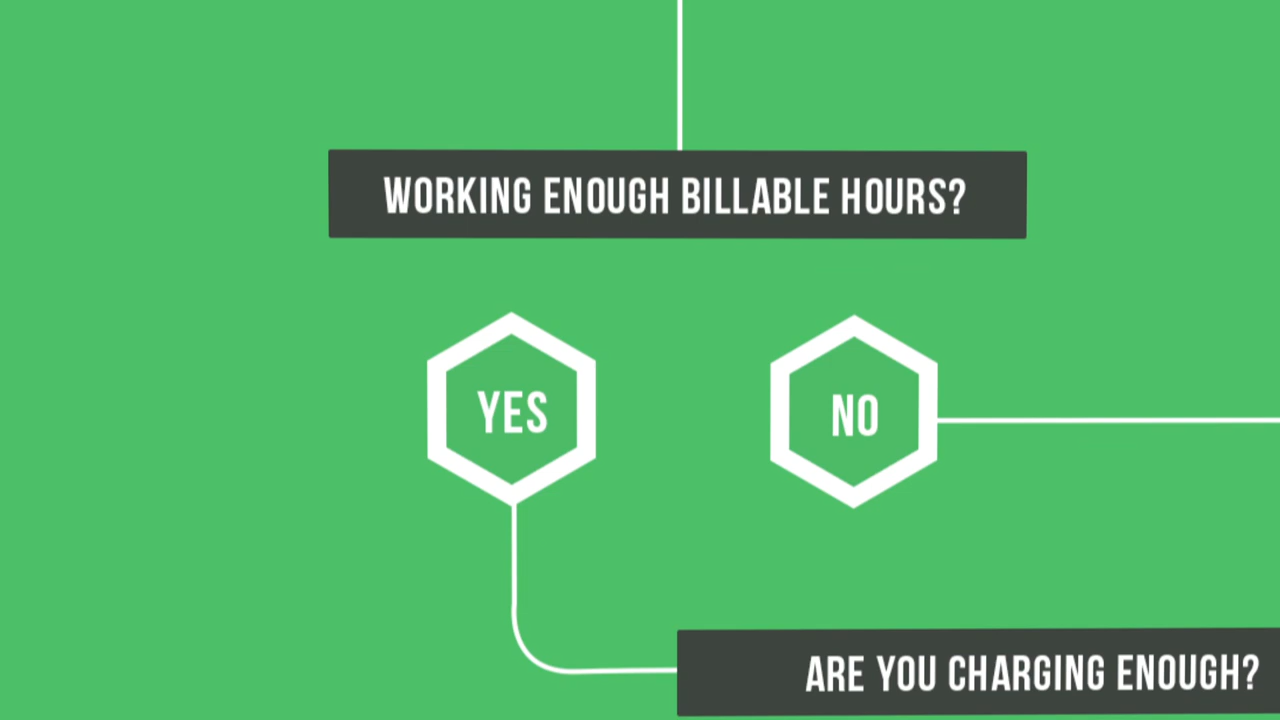 WORKING ENOUGH BILLABLE HOURS?
YES
NO
ARE YOU CHARGING ENOUGH?